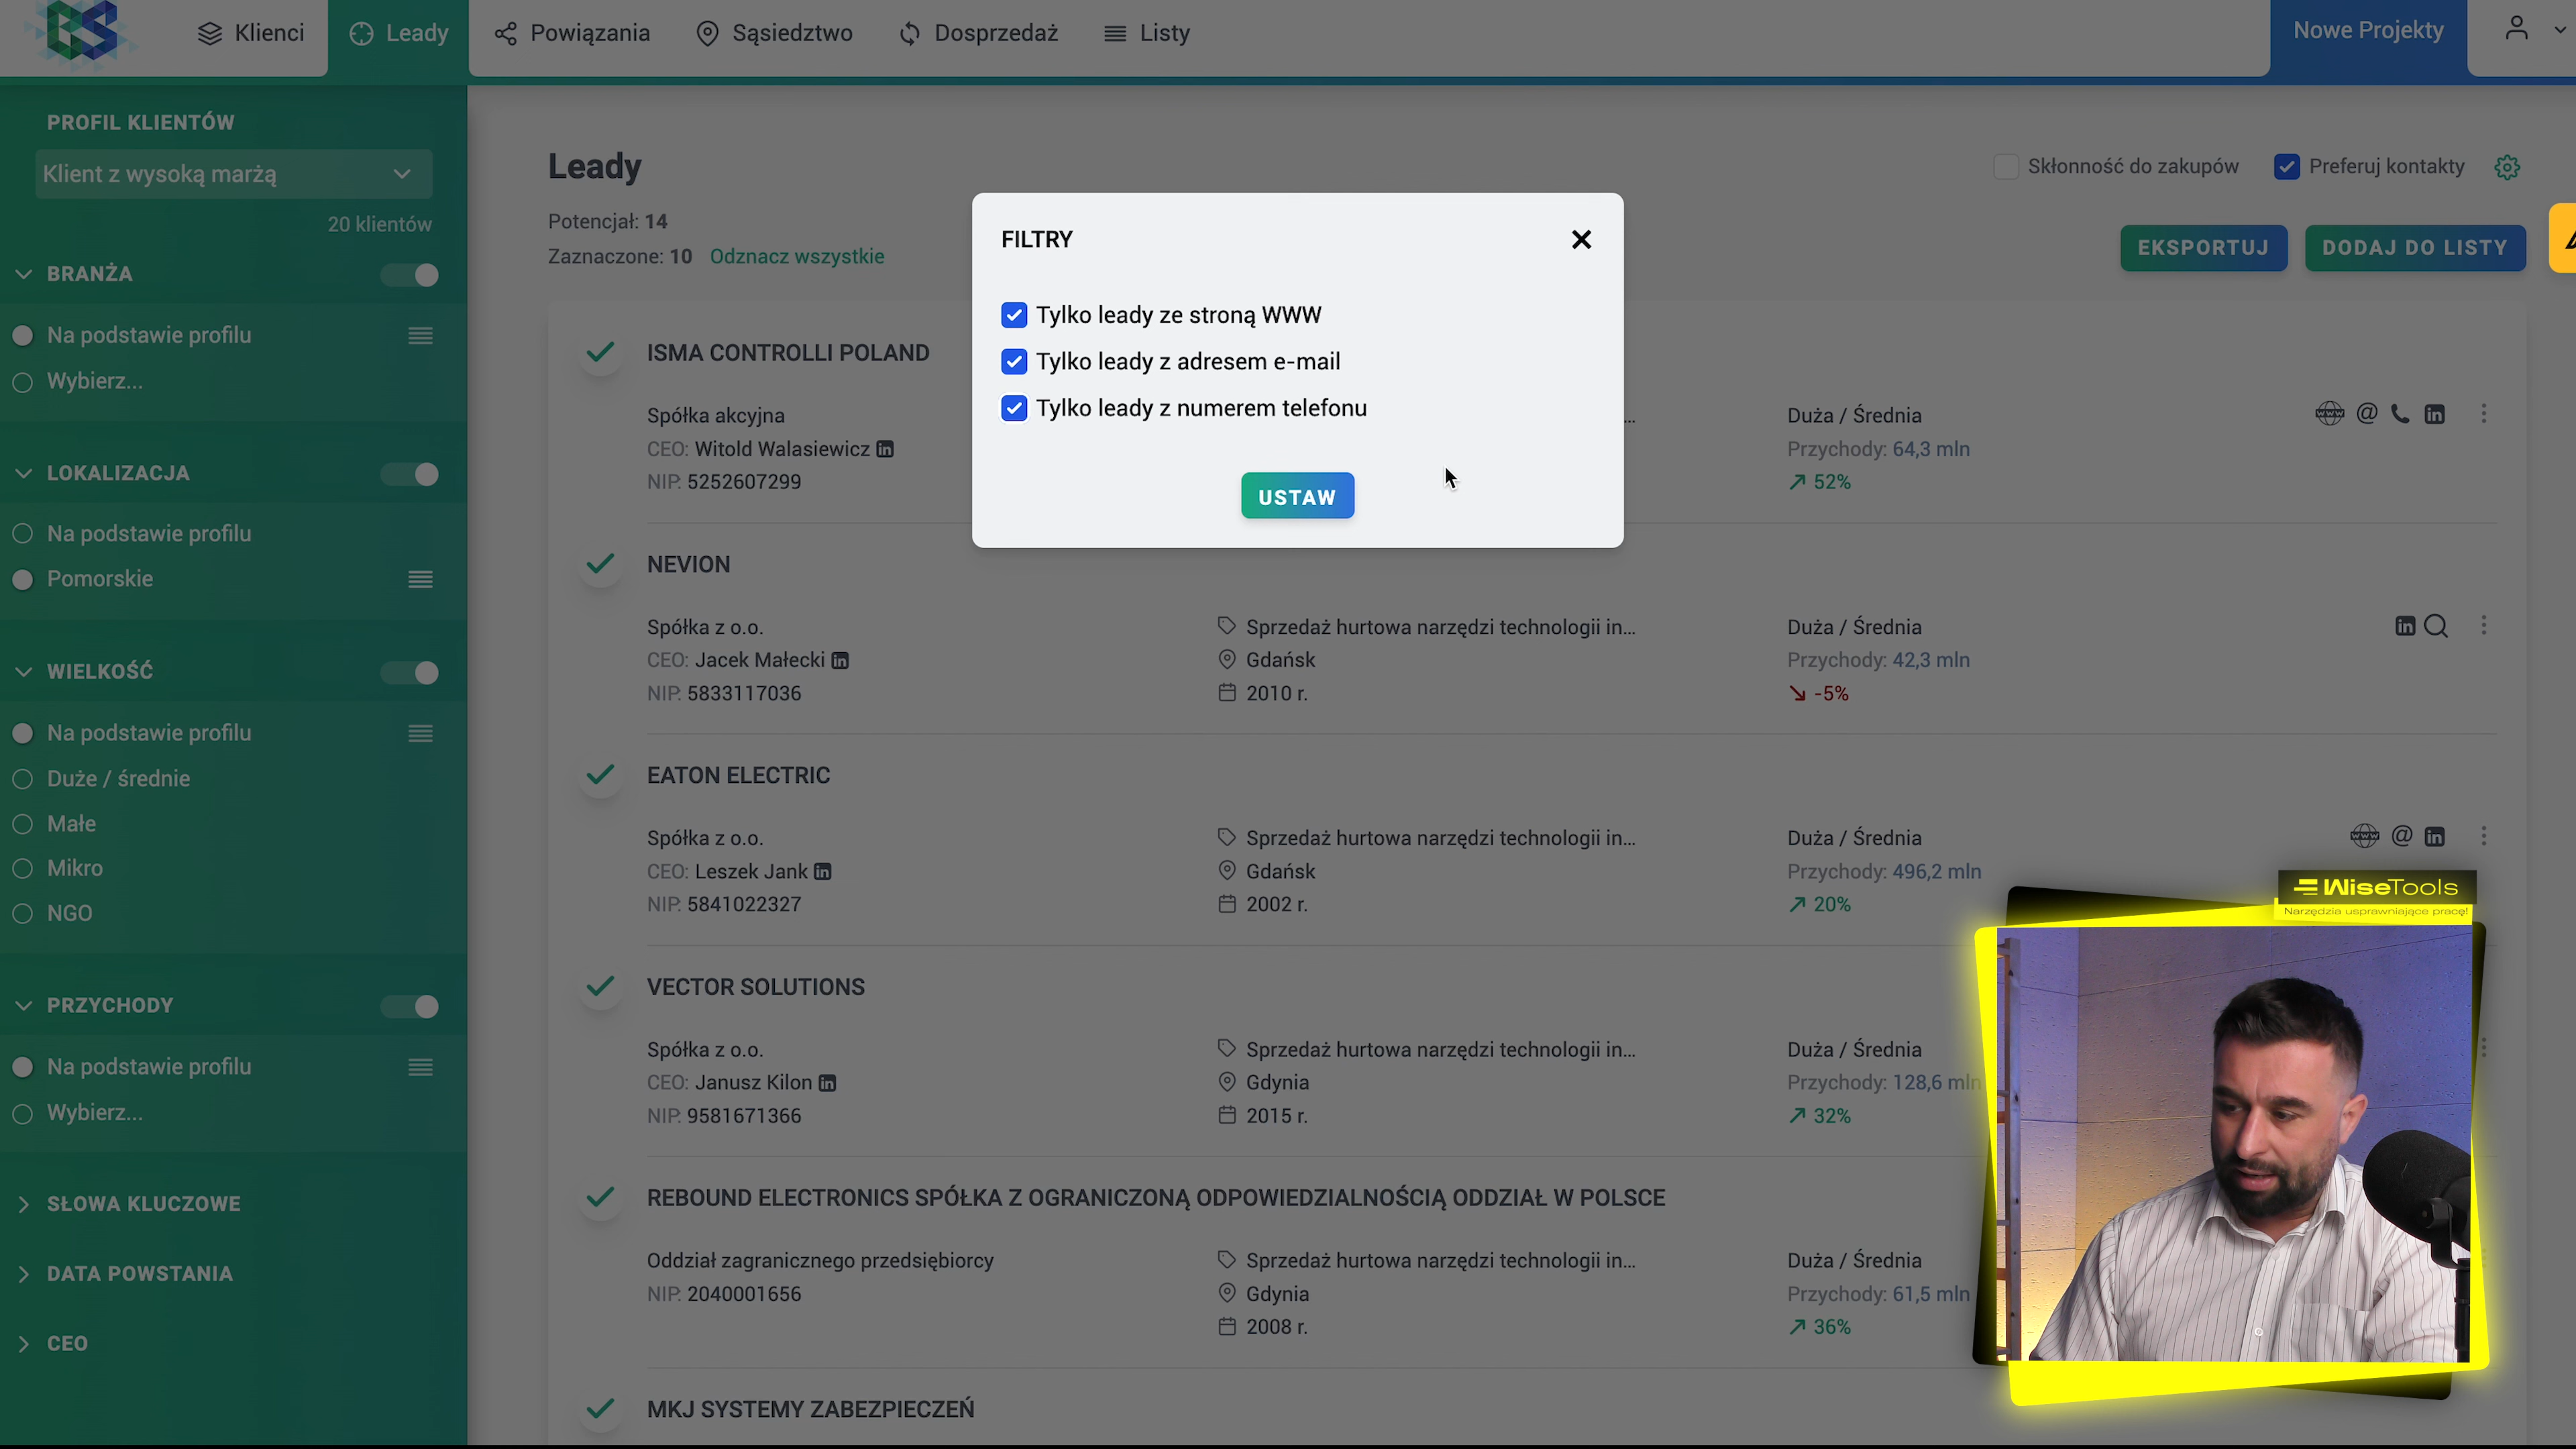 GS
Klienci
Leady
Powiązania
Sąsiedztwo
Dosprzedaż
Listy
Nowe Projekty
PROFIL KLIENTÓW
Klient z wysoką marżą
20 klientów
BRANŻA
Na podstawie profilu
Wybierz...
LOKALIZACJA
Na podstawie profilu
Pomorskie
WIELKOŚĆ
Na podstawie profilu
Duże / średnie
Małe
Mikro
NGO
PRZYCHODY
Na podstawie profilu
Wybierz...
SŁOWA KLUCZOWE
DATA POWSTANIA
CEO
Leady
Potencjał: 14
Zaznaczone: 10 Odznacz wszystkie
Skłonność do zakupów
Preferuj kontakty
EKSPORTUJ
DODAJ DO LISTY
FILTRY
Tylko leady ze stroną WWW
Tylko leady z adresem e-mail
Tylko leady z numerem telefonu
USTAW
ISMA CONTROLLI POLAND
Spółka akcyjna
CEO: Witold Walasiewicz
NIP: 5252607299
...
Duża / Średnia
Przychody: 64,3 mln
52%
NEVION
Spółka z o.o.
CEO: Jacek Małecki
NIP: 5833117036
Sprzedaż hurtowa narzędzi technologii in...
Gdańsk
2010 r.
Duża / Średnia
Przychody: 42,3 mln
-5%
EATON ELECTRIC
Spółka z o.o.
CEO: Leszek Jank
NIP: 5841022327
Sprzedaż hurtowa narzędzi technologii in...
Gdańsk
2002 r.
Duża / Średnia
Przychody: 496,2 mln
20%
VECTOR SOLUTIONS
Spółka z o.o.
CEO: Janusz Kilon
NIP: 9581671366
Sprzedaż hurtowa narzędzi technologii in...
Gdynia
2015 r.
Duża / Średnia
Przychody: 128,6 mln
32%
REBOUND ELECTRONICS SPÓŁKA Z OGRANICZONĄ ODPOWIEDZIALNOŚCIĄ ODDZIAŁ W POLSCE
Oddział zagranicznego przedsiębiorcy
NIP: 2040001656
Sprzedaż hurtowa narzędzi technologii in...
Gdynia
2008 r.
Duża / Średnia
Przychody: 61,5 mln
36%
MKJ SYSTEMY ZABEZPIECZEŃ
WiseTools
Narzędzia usprawniające pracę!